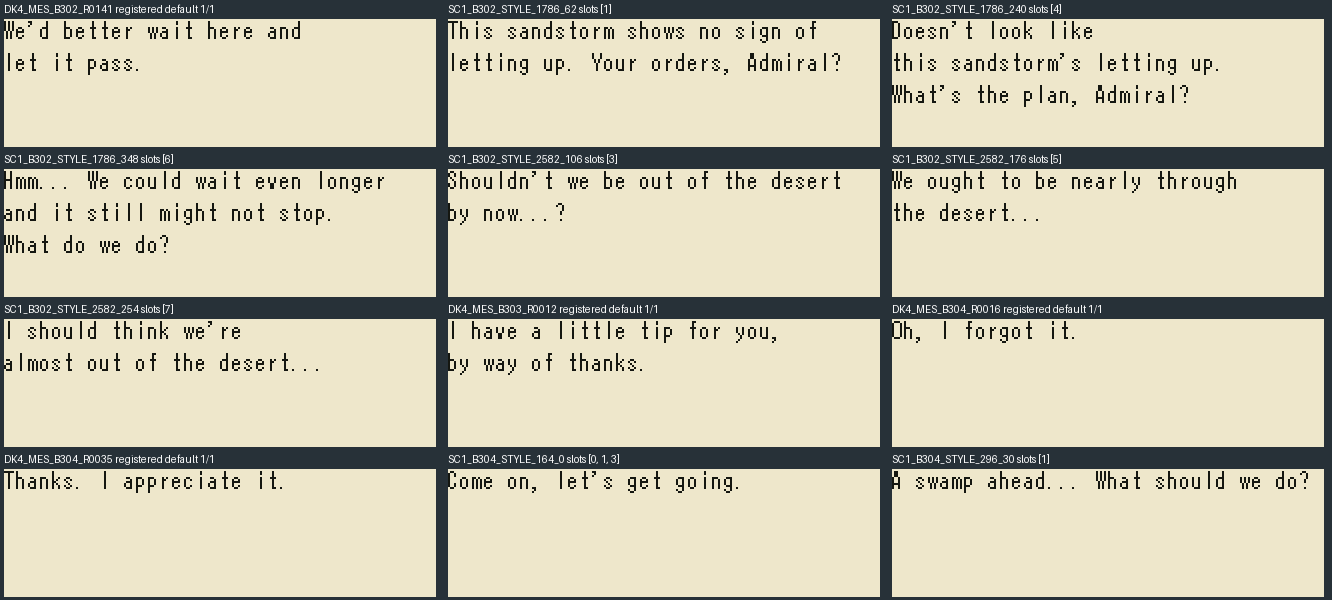 DK4_MES_B302_R0141 registered default 1/1
We'd better wait here and
let it pass.
SC1_B302_STYLE_1786_62 slots [1]
This sandstorm shows no sign of
letting up. Your orders, Admiral?
SC1_B302_STYLE_1786_240 slots [4]
Doesn't look like
this sandstorm's letting up.
What's the plan, Admiral?
SC1_B302_STYLE_1786_348 slots [6]
Hmm... We could wait even longer
and it still might not stop.
What do we do?
SC1_B302_STYLE_2582_106 slots [3]
Shouldn't we be out of the desert
by now...?
SC1_B302_STYLE_2582_176 slots [5]
We ought to be nearly through
the desert...
SC1_B302_STYLE_2582_254 slots [7]
I should think we're
almost out of the desert...
DK4_MES_B303_R0012 registered default 1/1
I have a little tip for you,
by way of thanks.
DK4_MES_B304_R0016 registered default 1/1
Oh, I forgot it.
DK4_MES_B304_R0035 registered default 1/1
Thanks. I appreciate it.
SC1_B304_STYLE_164_0 slots [0, 1, 3]
Come on, let's get going.
SC1_B304_STYLE_296_30 slots [1]
A swamp ahead... What should we do?